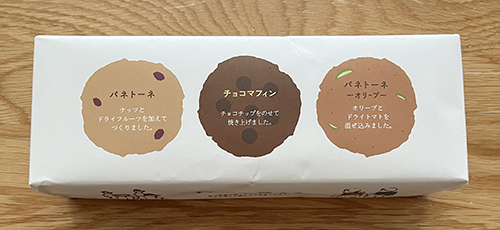 パネトーネ
ナッツと
ドライフルーツを加えて
つくりました。
チョコマフィン
チョコチップをのせて
焼き上げました。
パネトーネ
～オリーブ～
オリーブと
ドライトマトを
混ぜ込みました。